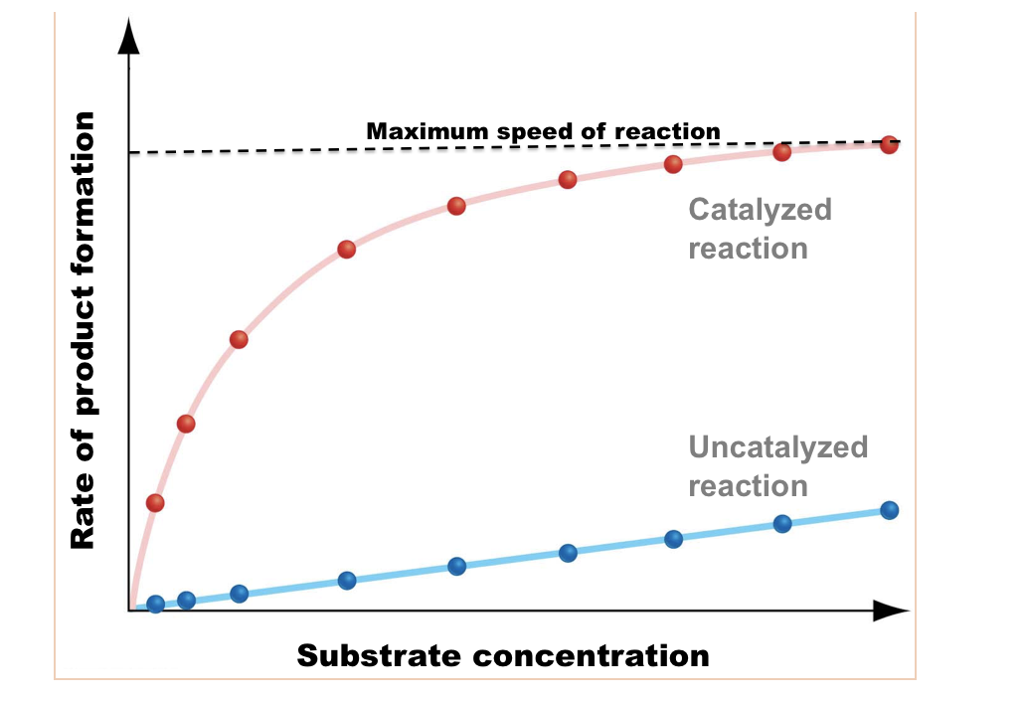 Maximum speed of reaction
Rate of product formation
Catalyzed
reaction
Uncatalyzed
reaction
Substrate concentration